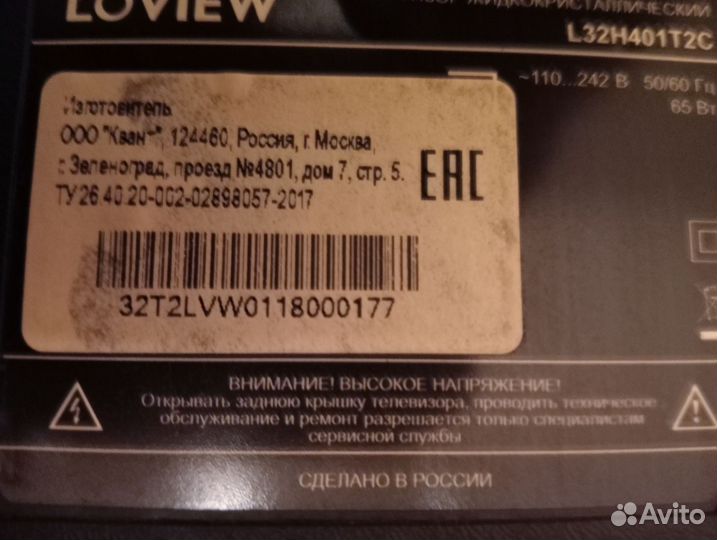 LOVIEW
ЖИДКОКРИСТАЛЛИЧЕСКИЙ
L32H401T2C
~110...242 В 50/60 Гц
65 Вт
Изготовитель
ООО "Квант", 124460, Россия, г. Москва,
г. Зеленоград, проезд №4801, дом 7, стр. 5.
ТУ 26.40.20-002-02898057-2017
EAC
32T2LVW0118000177
ВНИМАНИЕ! ВЫСОКОЕ НАПРЯЖЕНИЕ!
Открывать заднюю крышку телевизора, проводить техническое
обслуживание и ремонт разрешается только специалистам
сервисной службы
СДЕЛАНО В РОССИИ
Avito